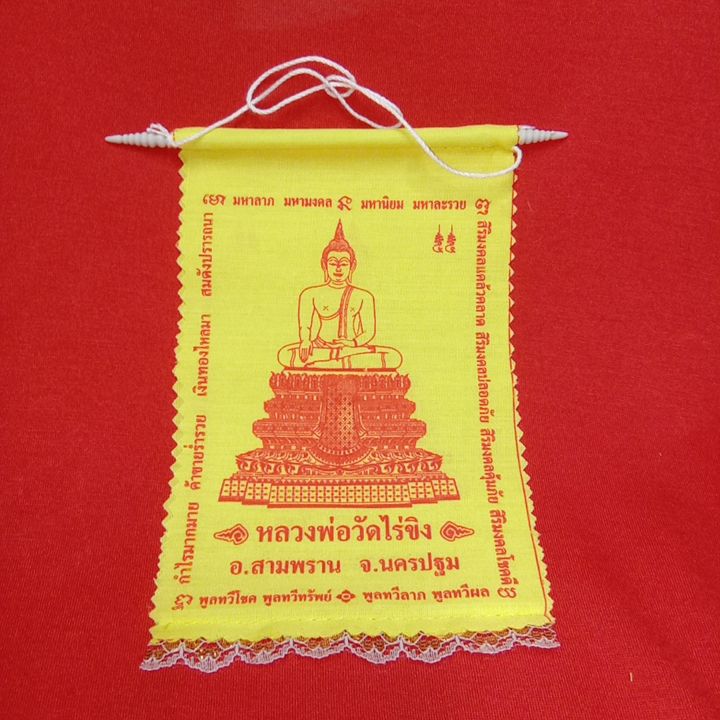 มหาลาภ มหามงคล มหานิยม มหาละรวย
สิริมงคลแคล้วคลาด สิริมงคลปลอดภัย สิริมงคลคุ้มภัย สิริมงคลโชคดี
กำไรมากมาย ค้าขายร่ำรวย เงินทองไหลมา สมดังปรารถนา
หลวงพ่อวัดไร่ขิง
อ.สามพราน จ.นครปฐม
พูลทวีโชค พูลทวีทรัพย์ พูลทวีลาภ พูลทวีผล